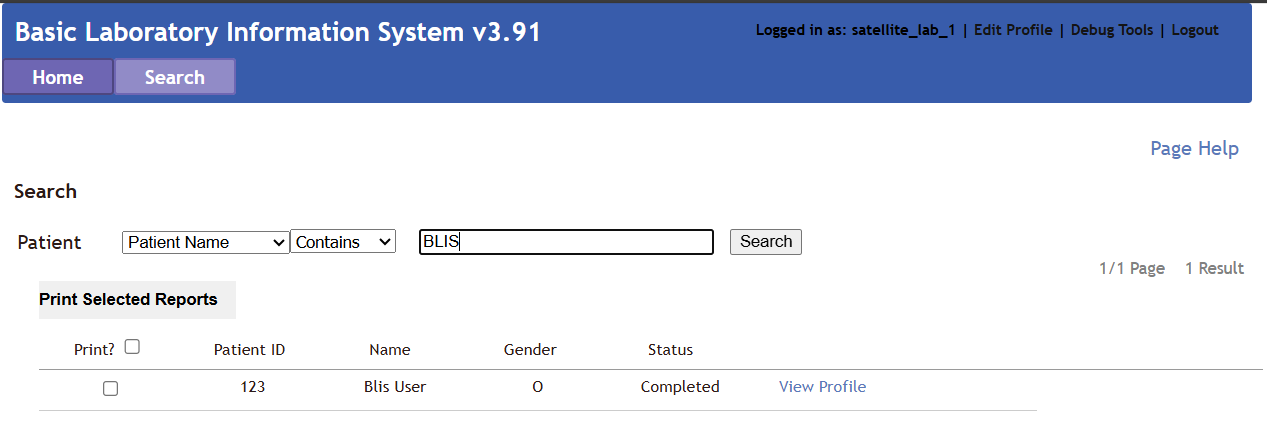 Basic Laboratory Information System v3.91
Logged in as: satellite_lab_1 | Edit Profile | Debug Tools | Logout
Home Search
Page Help
Search
Patient Patient Name Contains BLIS Search
1/1 Page 1 Result
Print Selected Reports
Print? Patient ID Name Gender Status
123 Blis User O Completed View Profile